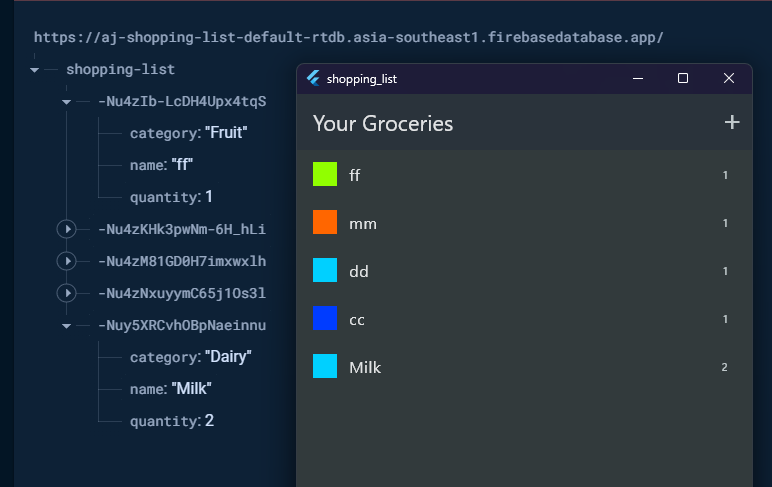 https://aj-shopping-list-default-rtdb.asia-southeast1.firebasedatabase.app/
shopping-list
-Nu4zIb-LcDH4Upx4tqS
category: "Fruit"
name: "ff"
quantity: 1
-Nu4zKHk3pwNm-6H_hLi
-Nu4zM81GD0H7imxwxlh
-Nu4zNxuyymC65j1Os3l
-Nuy5XRCvhOBpNaeinnu
category: "Dairy"
name: "Milk"
quantity: 2
shopping_list
Your Groceries
ff 1
mm 1
dd 1
cc 1
Milk 2